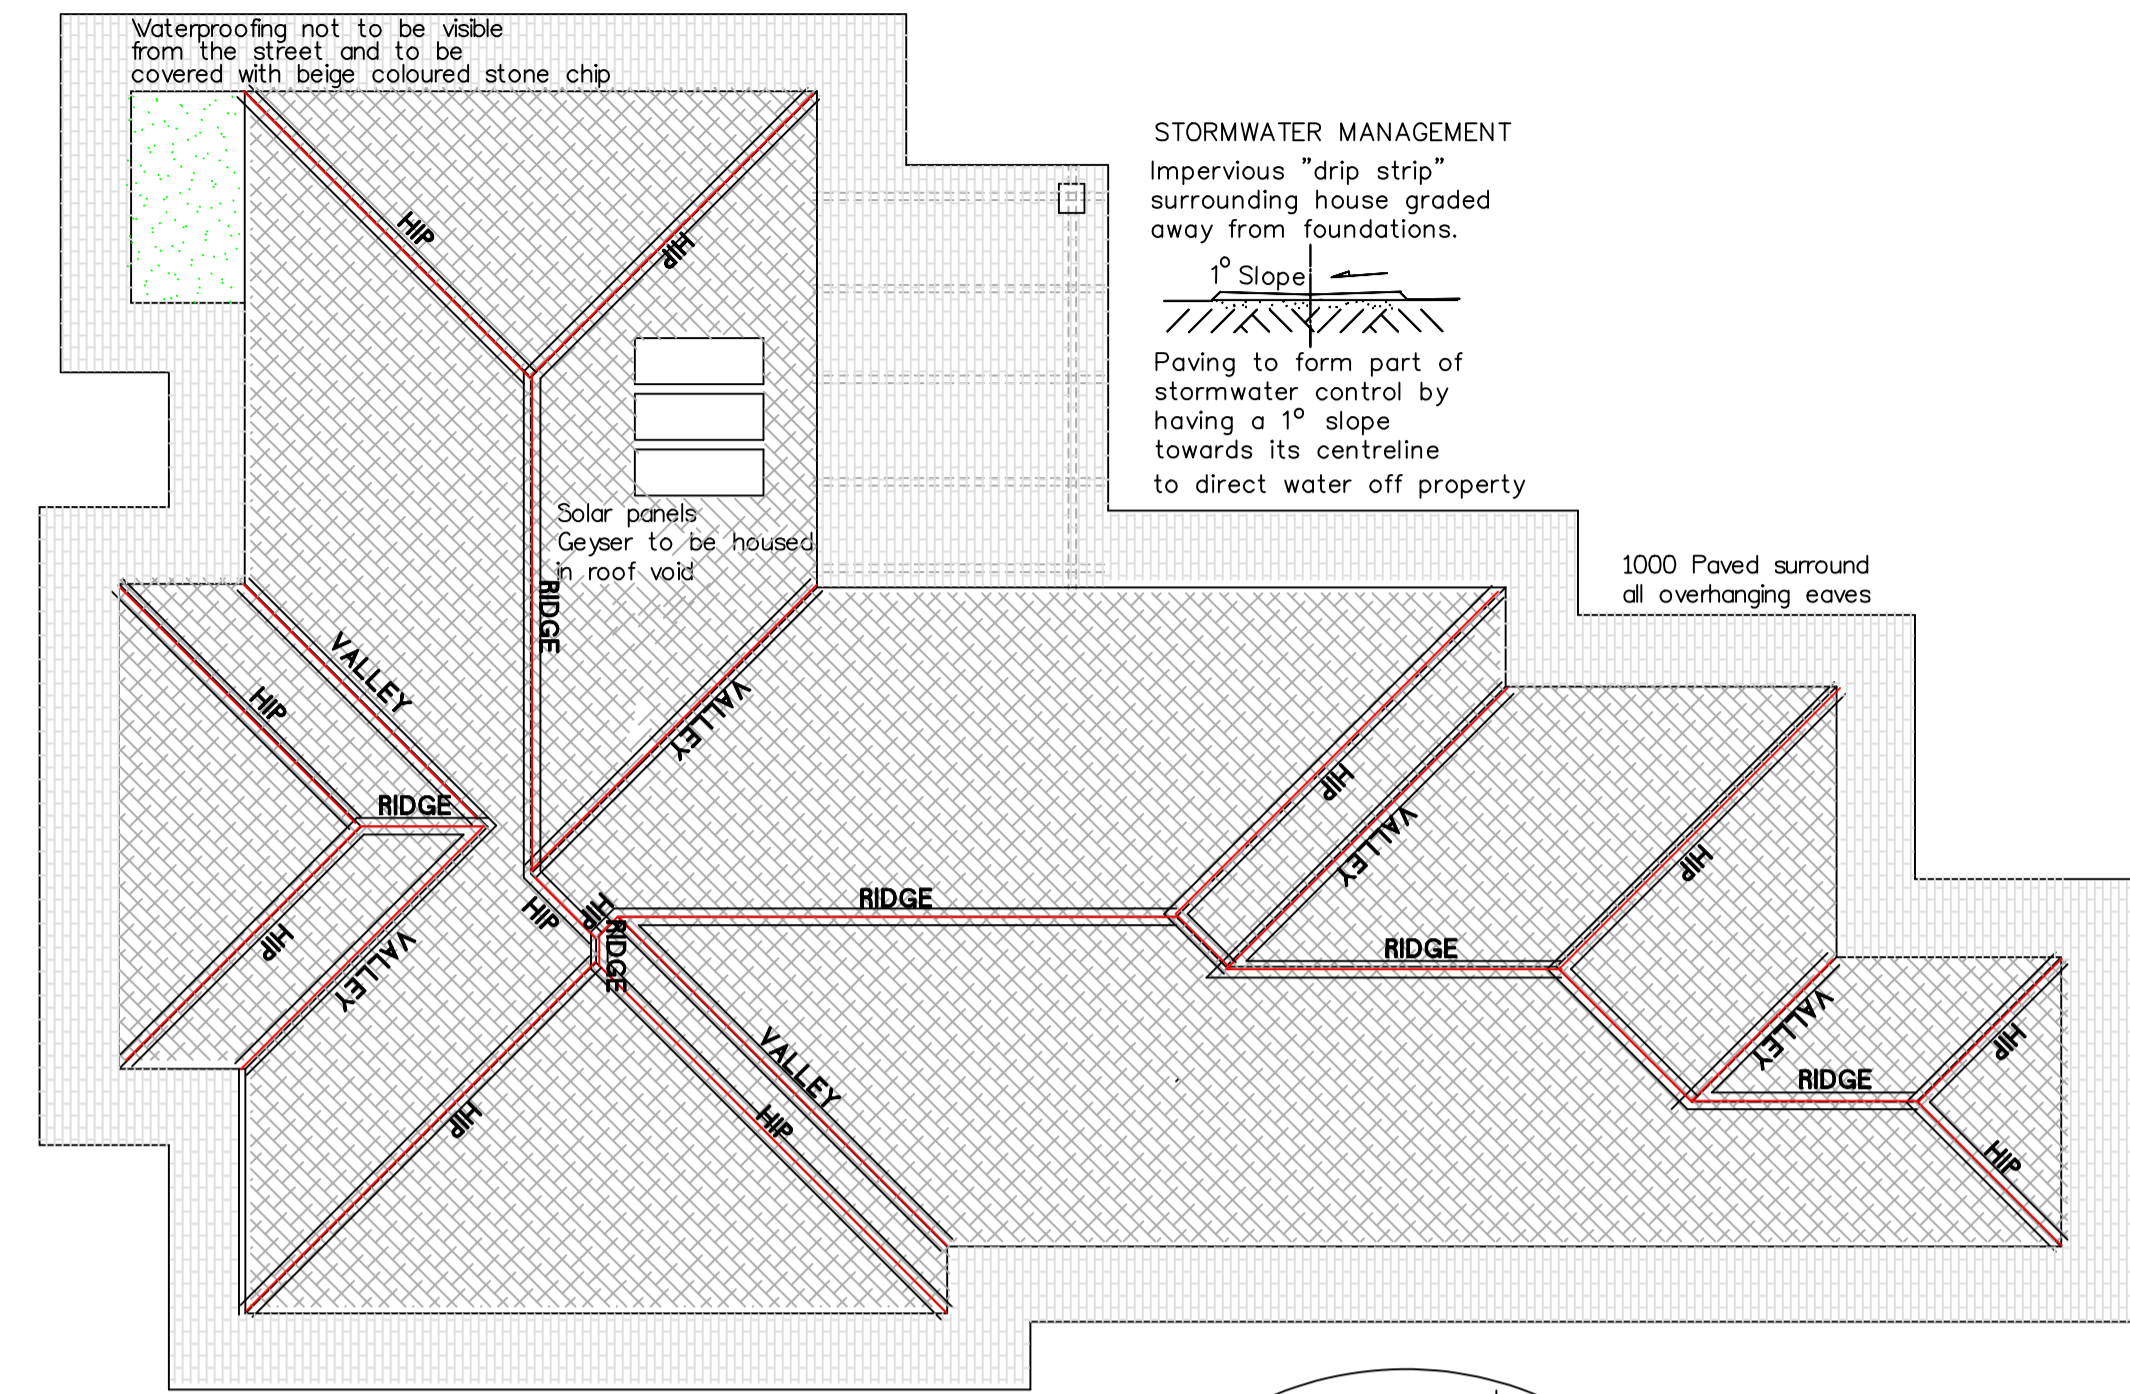 Waterproofing not to be visible
from the street and to be
covered with beige coloured stone chip
STORMWATER MANAGEMENT
Impervious "drip strip"
surrounding house graded
away from foundations.
1° Slope
Paving to form part of
stormwater control by
having a 1° slope
towards its centreline
to direct water off property
HIP
HIP
Solar panels
Geyser to be housed
in roof void
1000 Paved surround
all overhanging eaves
RIDGE
VALLEY
HIP
VALLEY
RIDGE
HIP
VALLEY
HIP
RIDGE
HIP
HIP
RIDGE
HIP
VALLEY
RIDGE
VALLEY
HIP
RIDGE
HIP
VALLEY
HIP
HIP